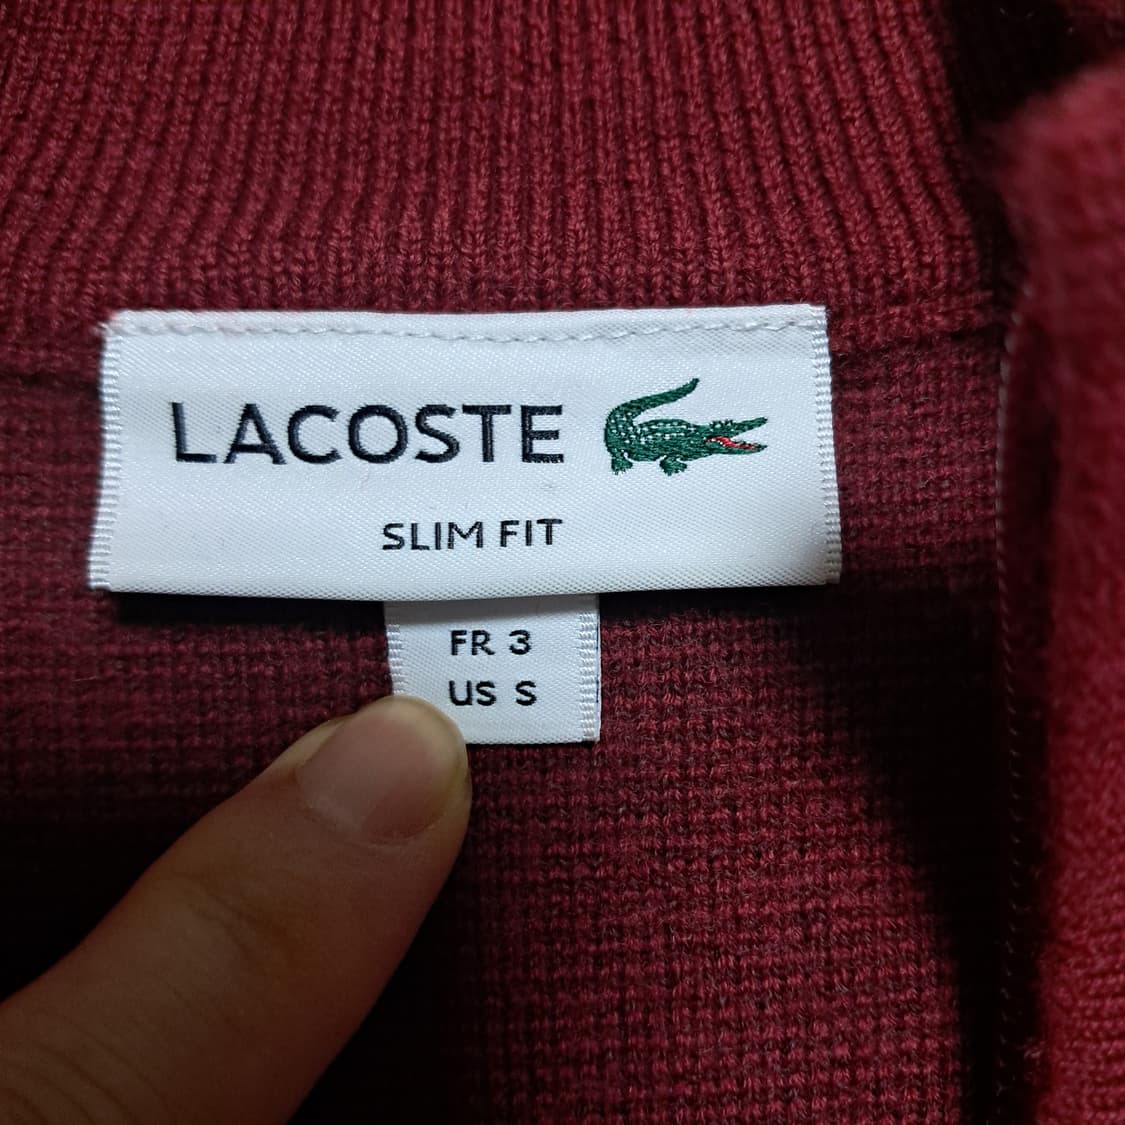 LACOSTE
SLIM FIT
FR 3
US S